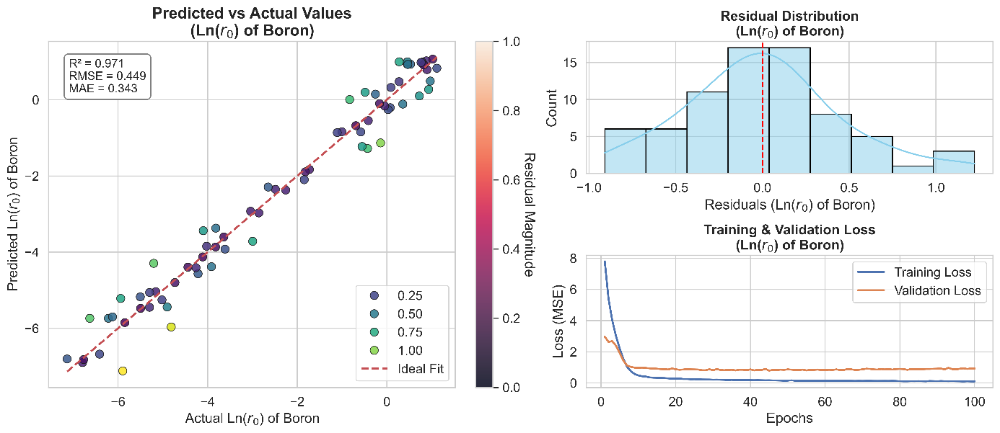 Predicted vs Actual Values
(Ln(r₀) of Boron)
R² = 0.971
RMSE = 0.449
MAE = 0.343
Predicted Ln(r₀) of Boron
0
−2
−4
−6
−6
−4
−2
0
Actual Ln(r₀) of Boron
0.25
0.50
0.75
1.00
Ideal Fit
1.0
0.8
0.6
0.4
0.2
0.0
Residual Magnitude
Residual Distribution
(Ln(r₀) of Boron)
Count
15
10
5
0
−1.0
−0.5
0.0
0.5
1.0
Residuals (Ln(r₀) of Boron)
Training & Validation Loss
(Ln(r₀) of Boron)
Loss (MSE)
8
6
4
2
0
Training Loss
Validation Loss
0
20
40
60
80
100
Epochs